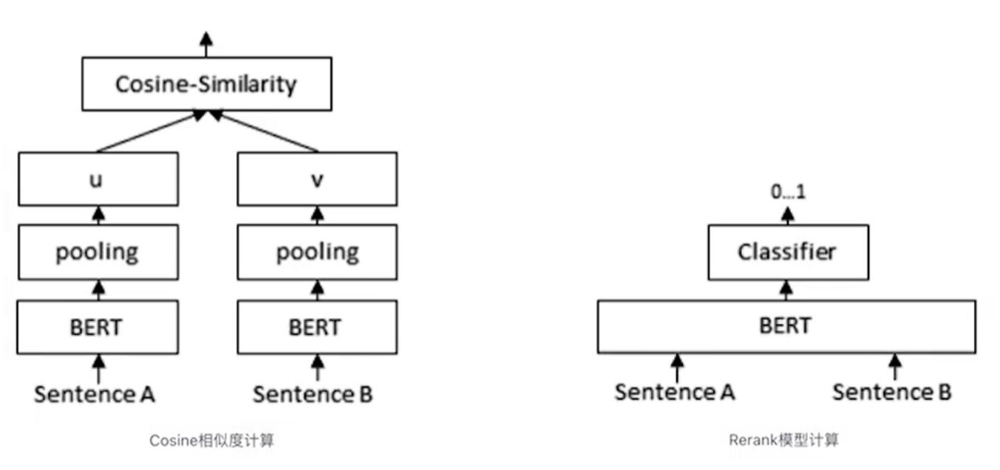 Cosine-Similarity
u
v
pooling
pooling
BERT
BERT
Sentence A
Sentence B
Cosine相似度计算
0...1
Classifier
BERT
Sentence A
Sentence B
Rerank模型计算